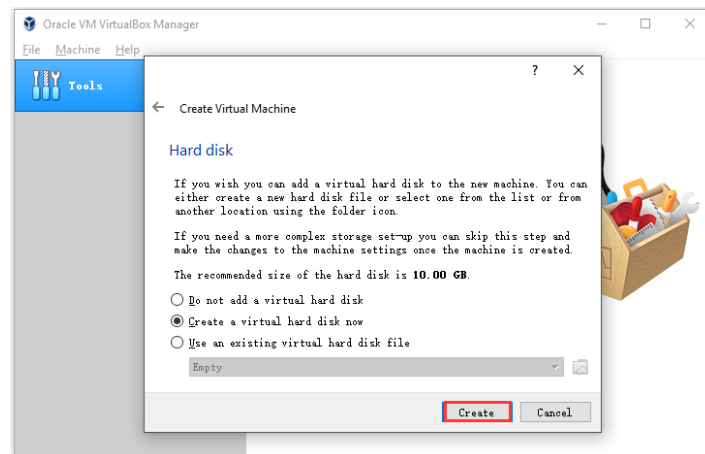 Oracle VM VirtualBox Manager
File Machine Help
Tools
?
Create Virtual Machine
Hard disk
If you wish you can add a virtual hard disk to the new machine. You can
either create a new hard disk file or select one from the list or from
another location using the folder icon.
If you need a more complex storage set-up you can skip this step and
make the changes to the machine settings once the machine is created.
The recommended size of the hard disk is 10.00 GB.
Do not add a virtual hard disk
Create a virtual hard disk now
Use an existing virtual hard disk file
Empty
Create Cancel